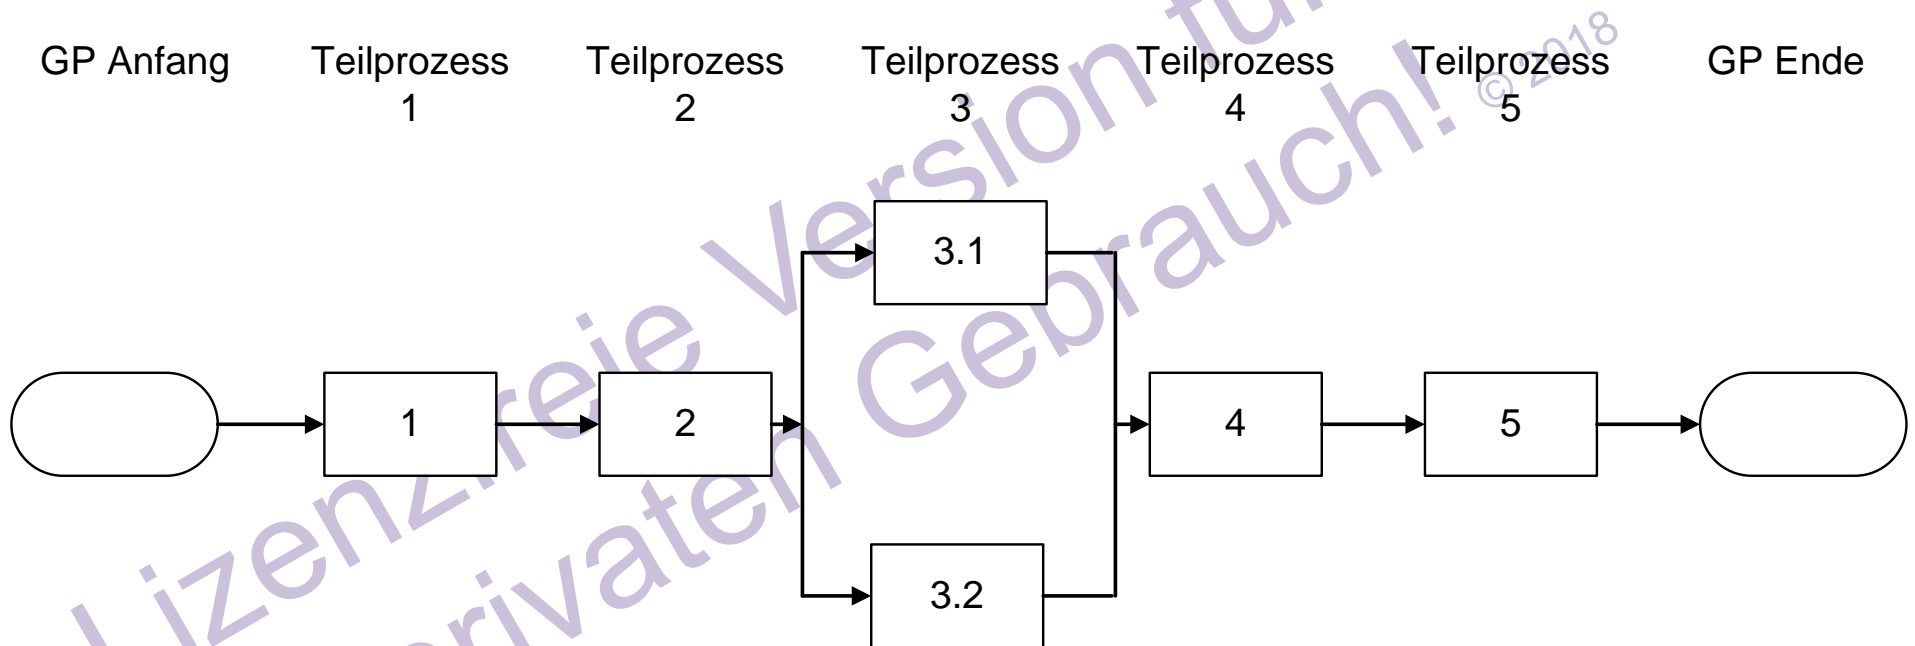 GP Anfang
Teilprozess
1
Teilprozess
2
Teilprozess
3
Teilprozess
4
Teilprozess
5
GP Ende
3.1
1
2
4
5
3.2
Lizenzfreie Version für
privaten Gebrauch! © 2018